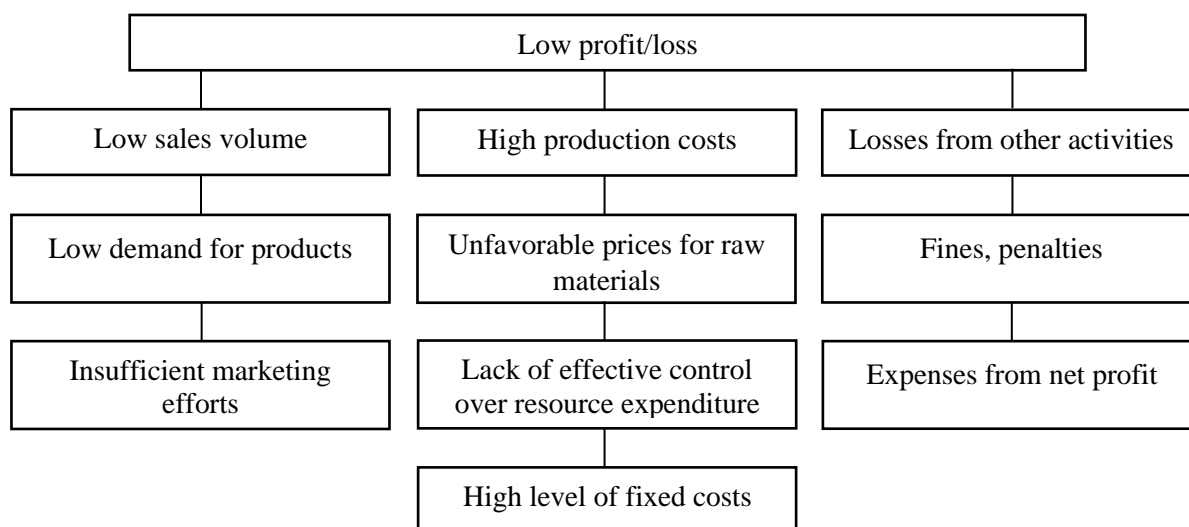 Low profit/loss
Low sales volume
High production costs
Losses from other activities
Low demand for products
Unfavorable prices for raw
materials
Fines, penalties
Insufficient marketing
efforts
Lack of effective control
over resource expenditure
Expenses from net profit
High level of fixed costs